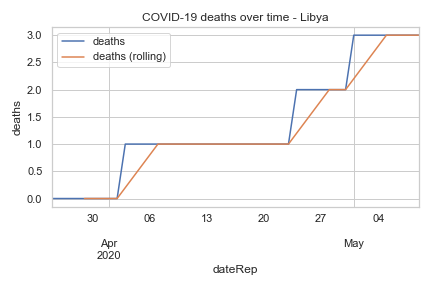 COVID-19 deaths over time - Libya
deaths
deaths (rolling)
3.0
2.5
2.0
1.5
1.0
0.5
0.0
deaths
30 06 13 20 27 04
Apr May
2020
dateRep